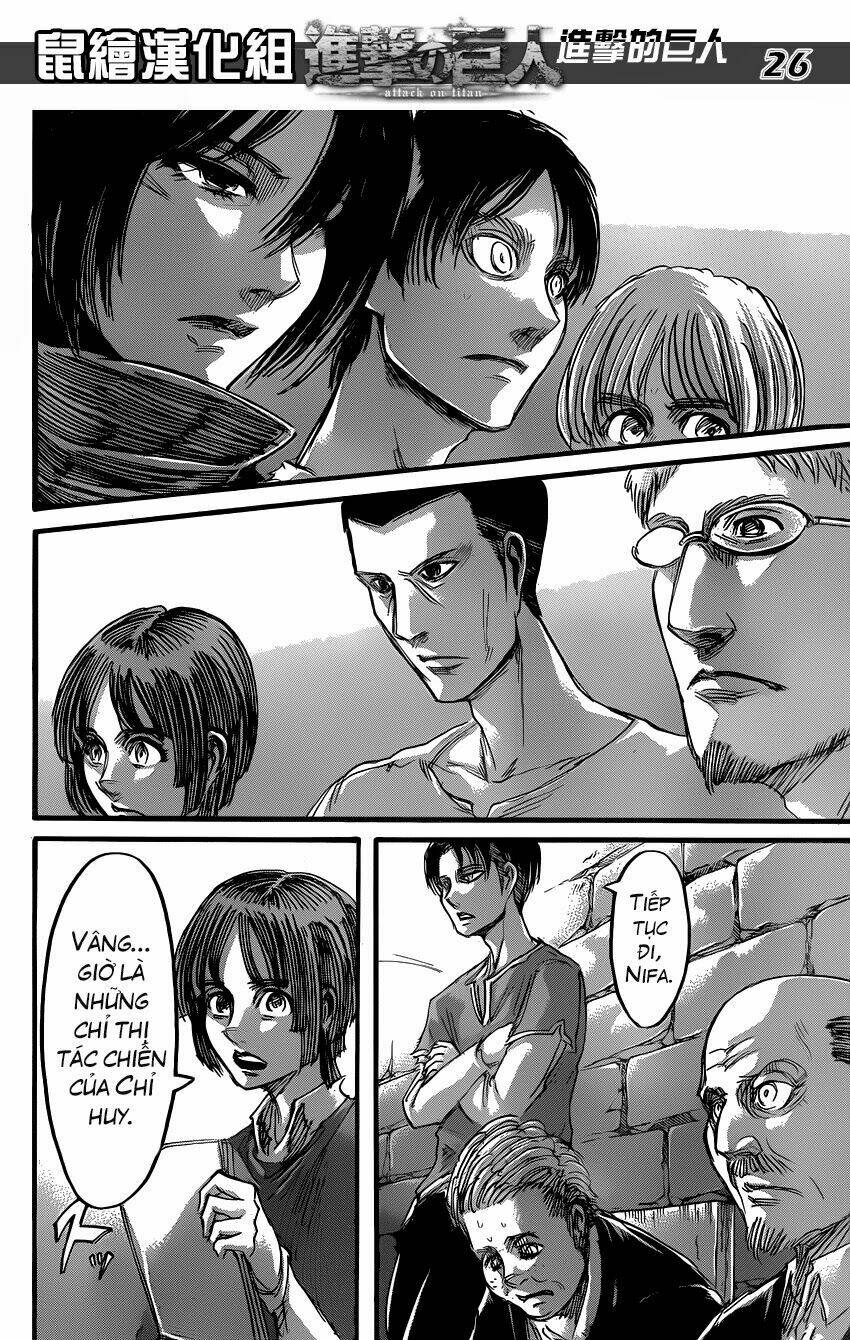 鼠繪漢化組 進撃の巨人 進擊的巨人 26
attack on titan
TIẾP
TỤC
ĐI,
NIFA.
VÂNG...
GIỜ LÀ
NHỮNG
CHỈ THỊ
TÁC CHIẾN
CỦA CHỈ
HUY.